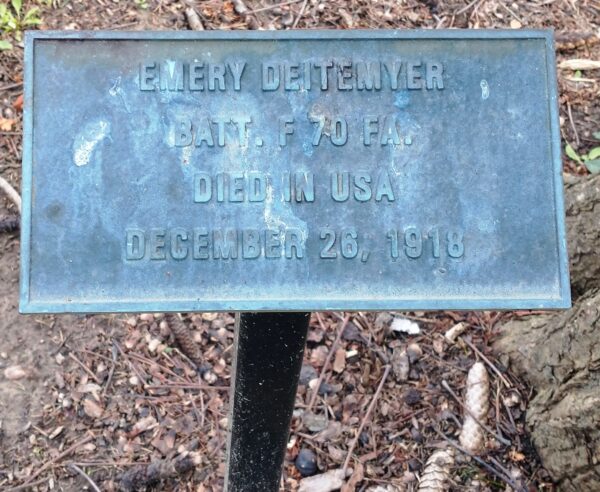 EMERY DEITEMYER
BATT. F 70 FA.
DIED IN USA
DECEMBER 26, 1918